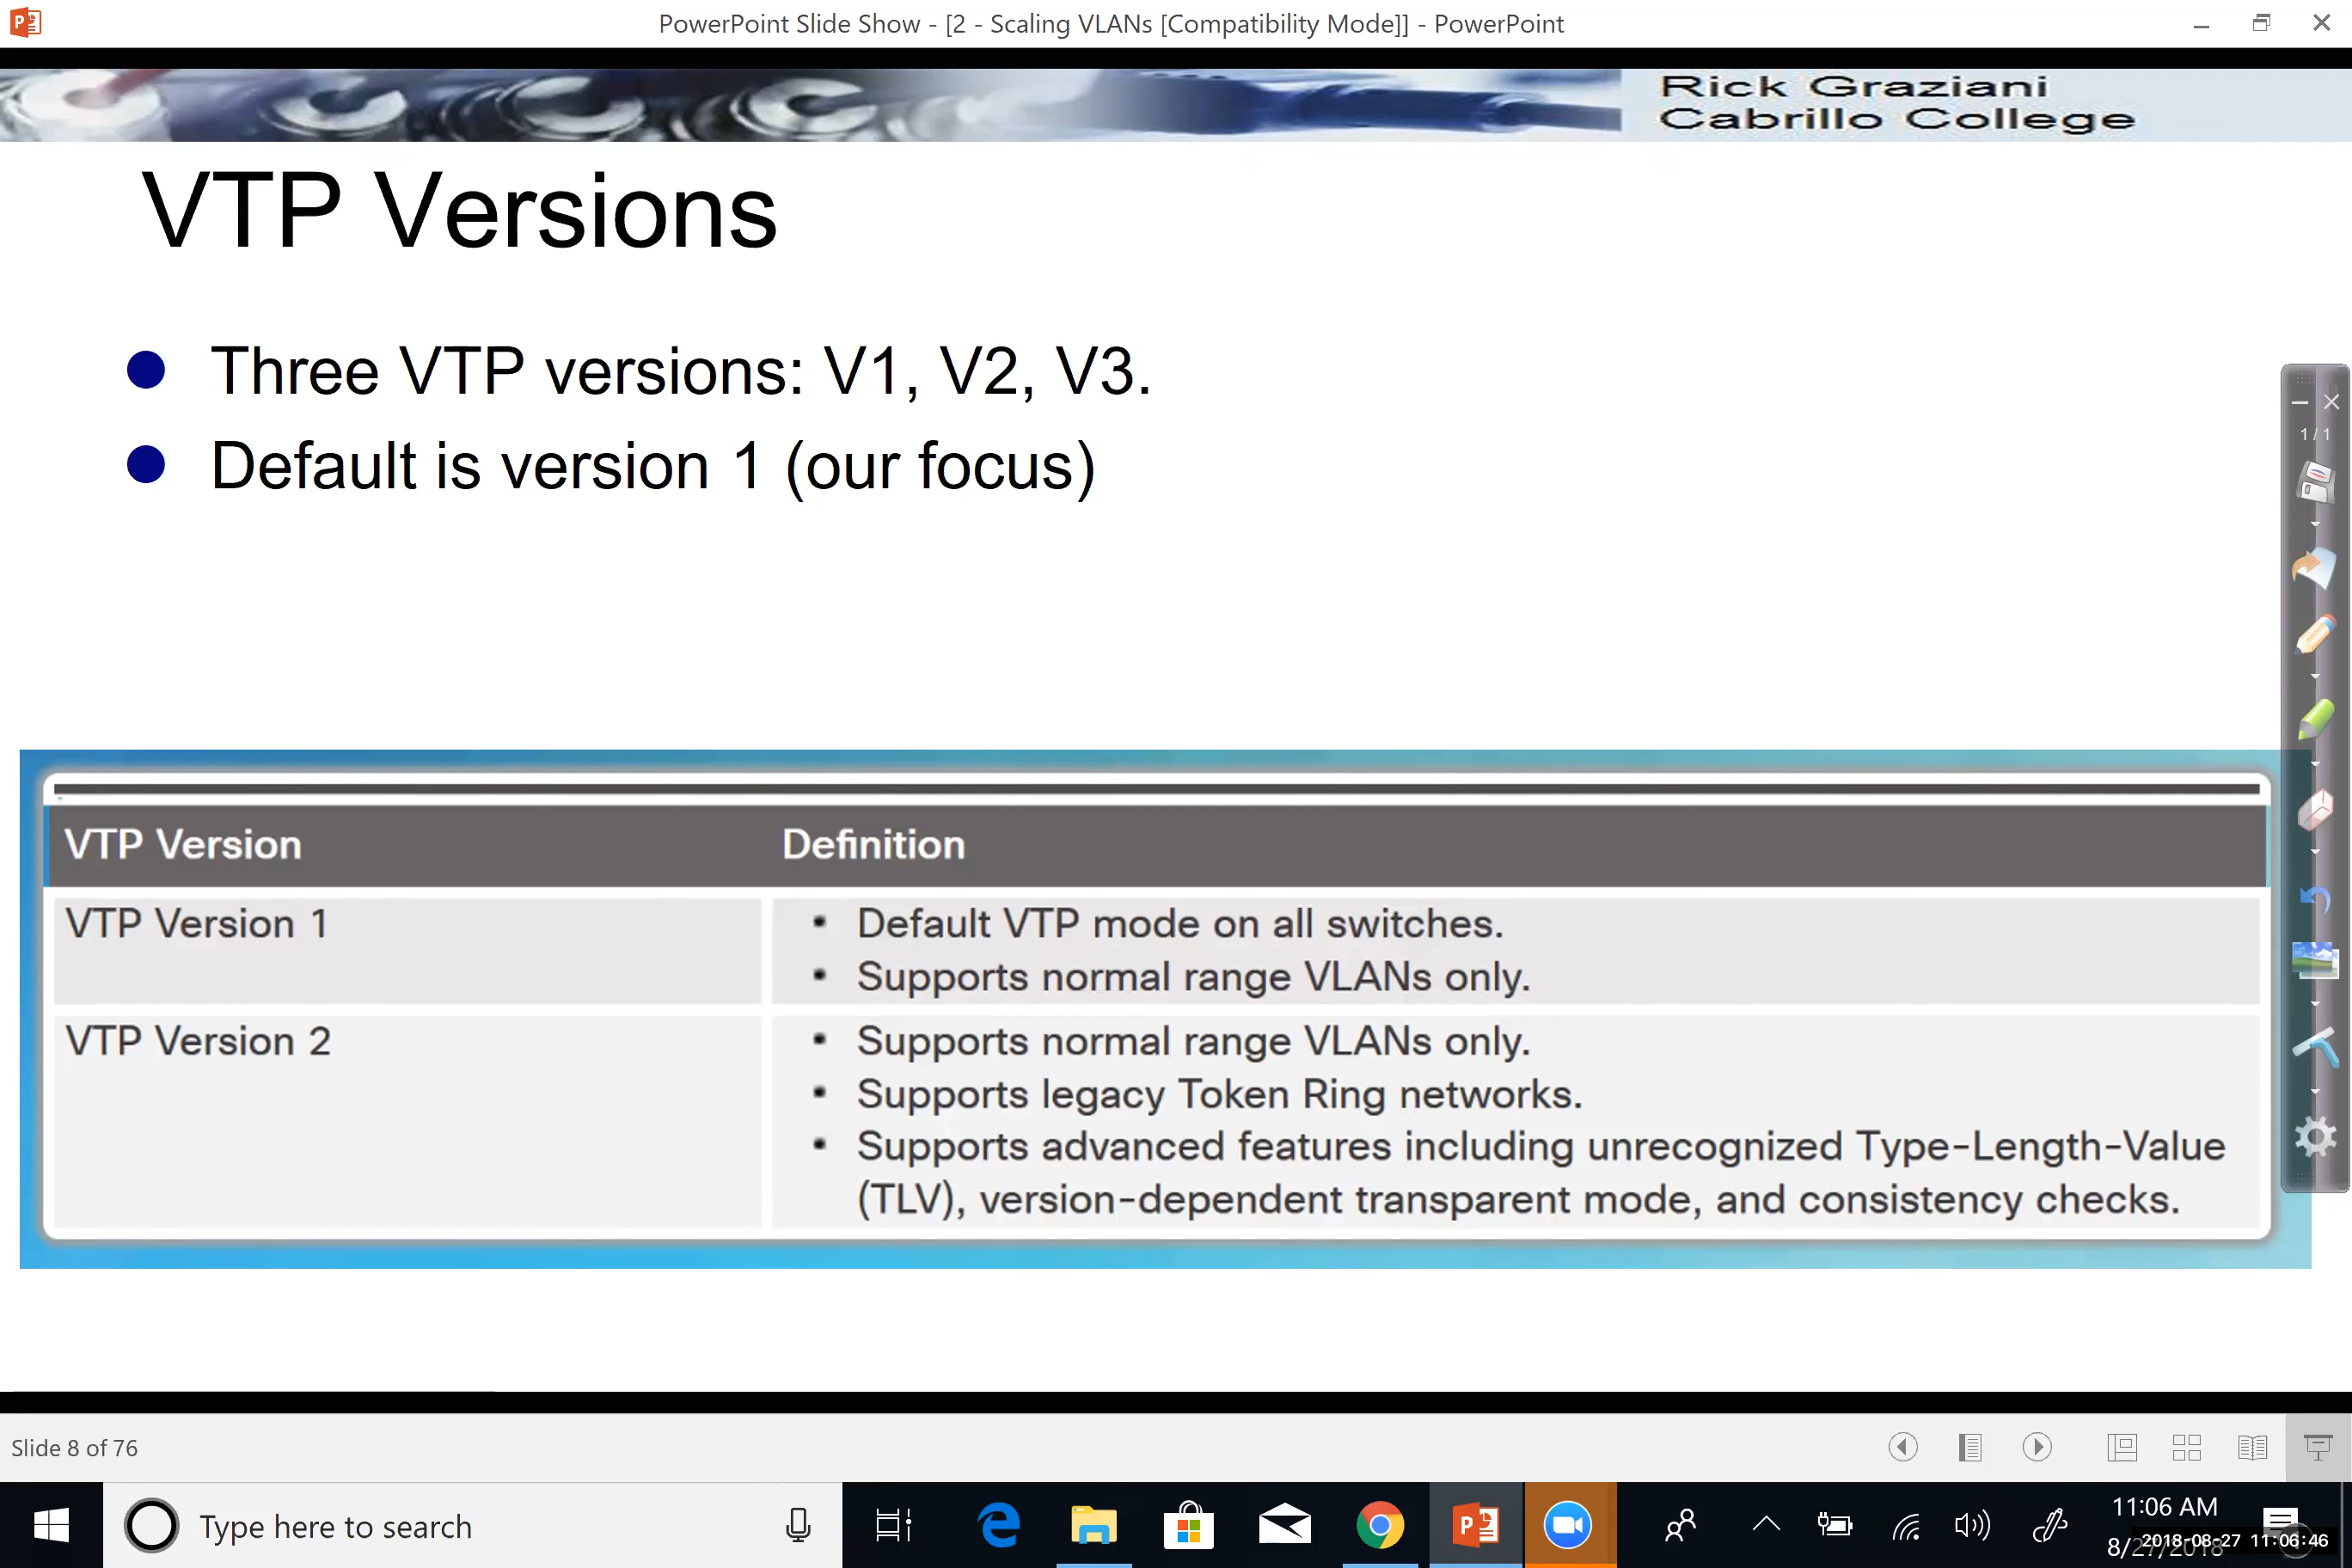 PowerPoint Slide Show - [2 - Scaling VLANs [Compatibility Mode]] - PowerPoint
Rick Graziani
Cabrillo College
VTP Versions
Three VTP versions: V1, V2, V3.
Default is version 1 (our focus)
1 / 1
VTP Version Definition
VTP Version 1
• Default VTP mode on all switches.
• Supports normal range VLANs only.
VTP Version 2
• Supports normal range VLANs only.
• Supports legacy Token Ring networks.
• Supports advanced features including unrecognized Type-Length-Value
(TLV), version-dependent transparent mode, and consistency checks.
Slide 8 of 76
Type here to search
11:06 AM
8/27/2018
2018-08-27 11:06:46